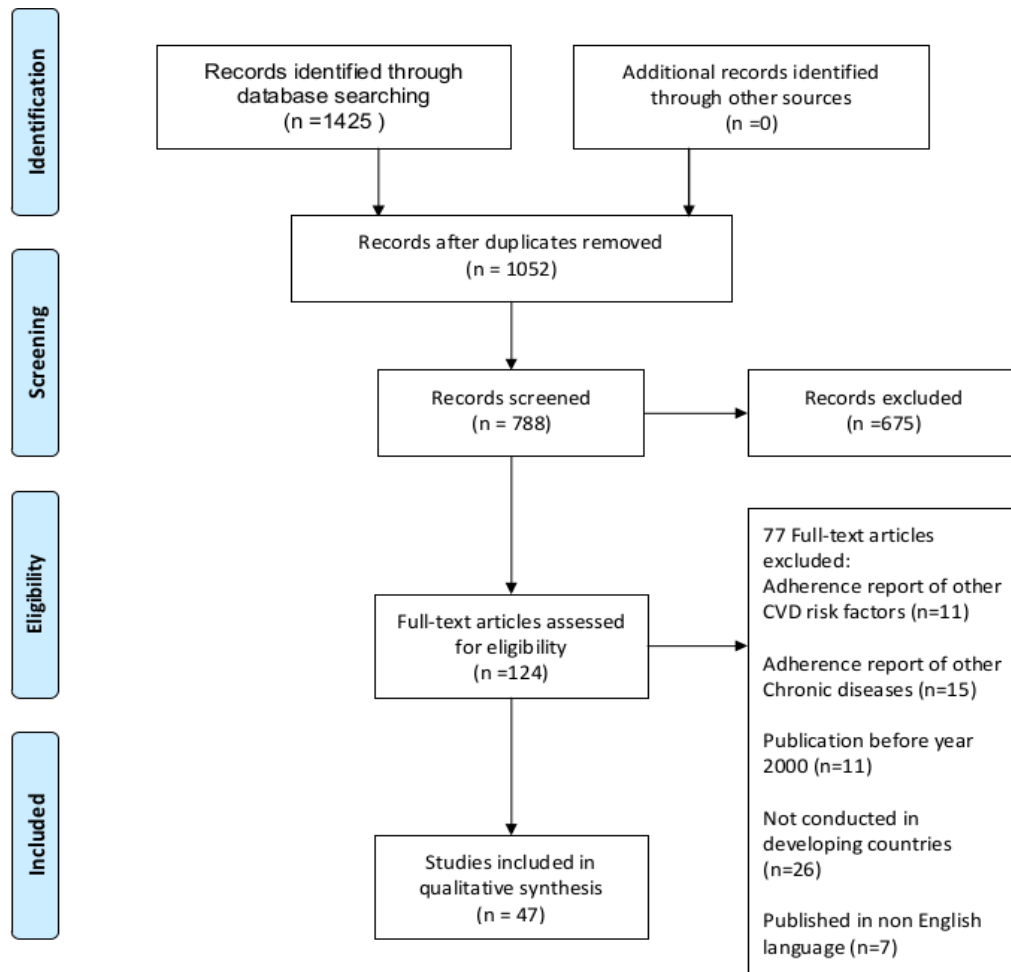 Identification
Records identified through
database searching
(n =1425 )
Additional records identified
through other sources
(n =0)
Records after duplicates removed
(n = 1052)
Screening
Records screened
(n = 788)
Records excluded
(n =675)
Eligibility
Full-text articles assessed
for eligibility
(n =124)
77 Full-text articles
excluded:
Adherence report of other
CVD risk factors (n=11)
Adherence report of other
Chronic diseases (n=15)
Publication before year
2000 (n=11)
Not conducted in
developing countries
(n=26)
Published in non English
language (n=7)
Included
Studies included in
qualitative synthesis
(n = 47)